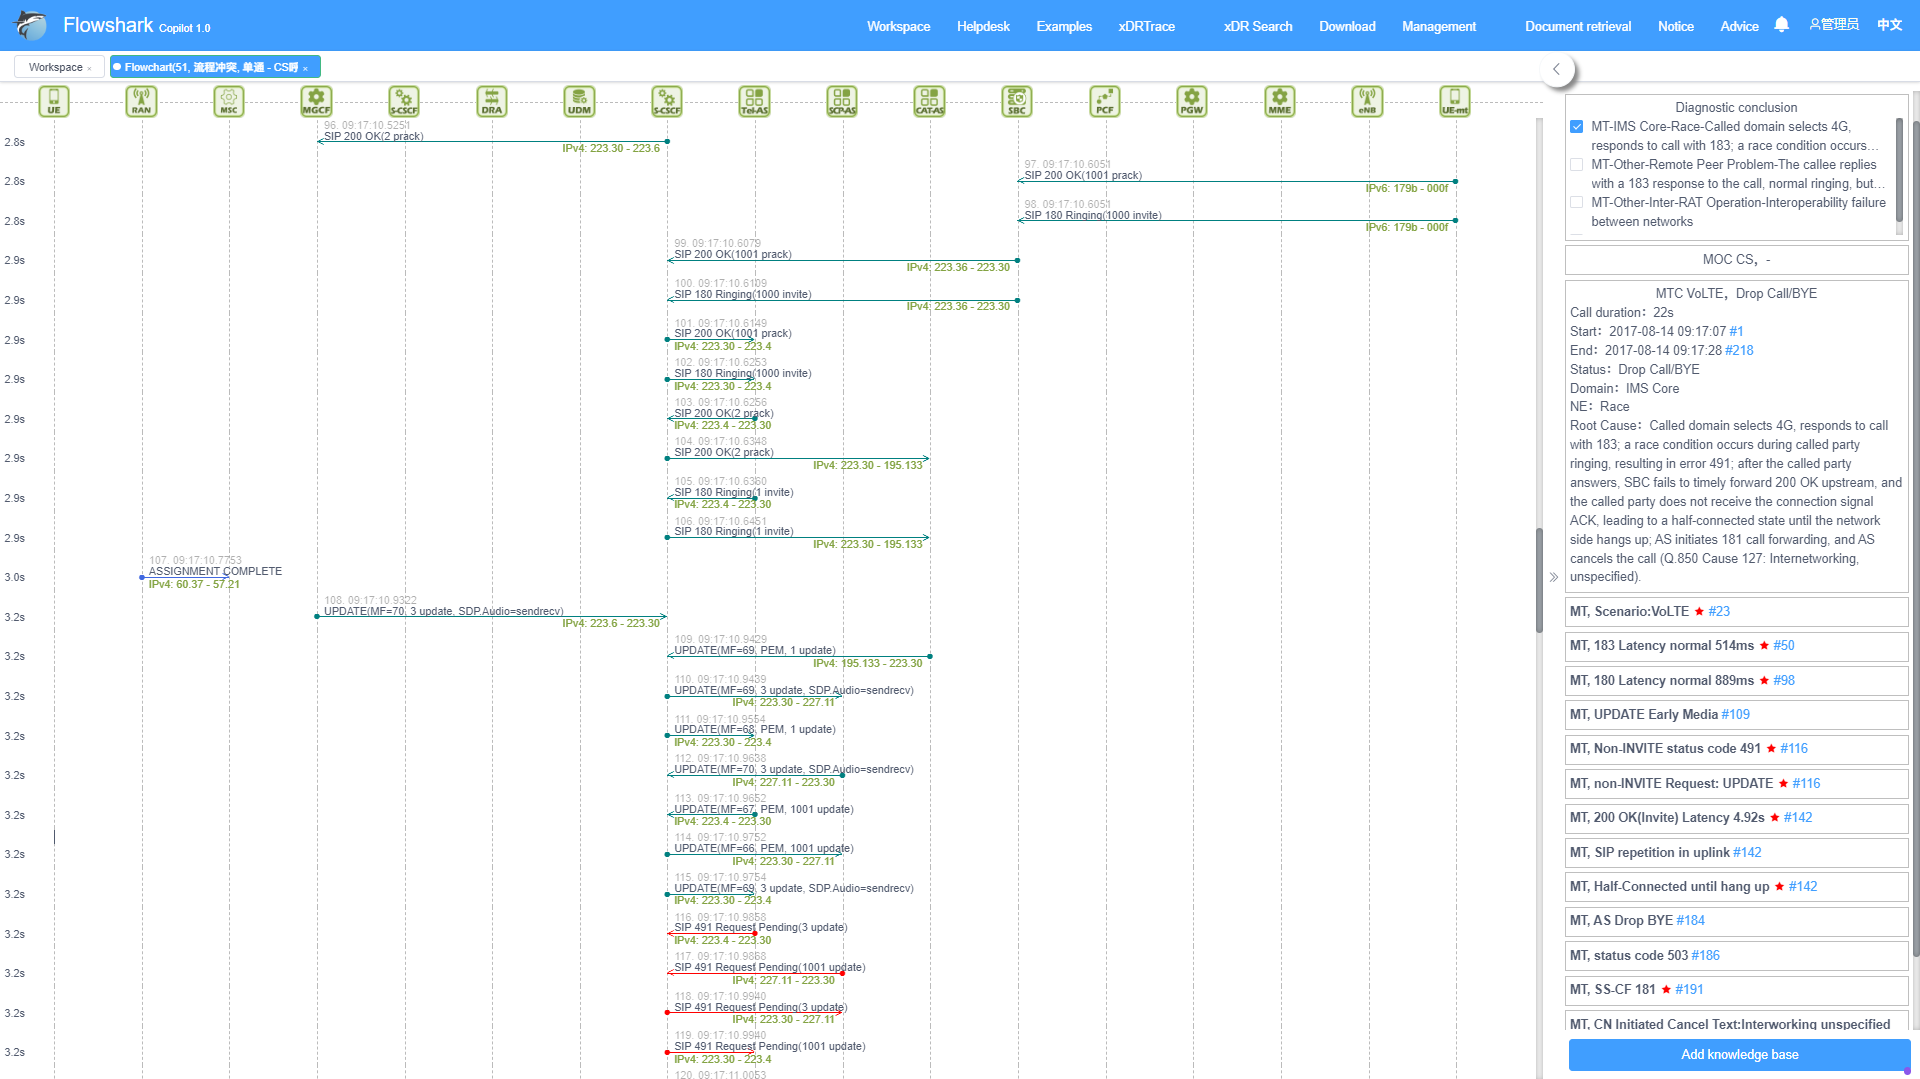 Flowshark Copilot 1.0
Workspace Helpdesk Examples xDRTrace xDR Search Download Management Document retrieval Notice Advice 管理员 中文
Workspace × Flowchart(51, 流程冲突, 单通 - CS呼 ×
UE RAN MSC MGCF S-CSCF DRA UDM S-CSCF Tel-AS SCP-AS CAT-AS SBC PCF PGW MME eNB UE-mt
96. 09:17:10.5251
2.8s SIP 200 OK(2 prack)
IPv4: 223.30 - 223.6
97. 09:17:10.6051
2.8s SIP 200 OK(1001 prack)
IPv6: 179b - 000f
98. 09:17:10.6051
2.8s SIP 180 Ringing(1000 invite)
IPv6: 179b - 000f
99. 09:17:10.6079
2.9s SIP 200 OK(1001 prack)
IPv4: 223.36 - 223.30
100. 09:17:10.6109
2.9s SIP 180 Ringing(1000 invite)
IPv4: 223.36 - 223.30
101. 09:17:10.6149
2.9s SIP 200 OK(1001 prack)
IPv4: 223.30 - 223.4
102. 09:17:10.6253
2.9s SIP 180 Ringing(1000 invite)
IPv4: 223.30 - 223.4
103. 09:17:10.6256
2.9s SIP 200 OK(2 prack)
IPv4: 223.4 - 223.30
104. 09:17:10.6348
2.9s SIP 200 OK(2 prack)
IPv4: 223.30 - 195.133
105. 09:17:10.6360
2.9s SIP 180 Ringing(1 invite)
IPv4: 223.4 - 223.30
106. 09:17:10.6451
2.9s SIP 180 Ringing(1 invite)
IPv4: 223.30 - 195.133
107. 09:17:10.7753
3.0s ASSIGNMENT COMPLETE
IPv4: 60.37 - 57.21
108. 09:17:10.9322
3.2s UPDATE(MF=70, 3 update, SDP.Audio=sendrecv)
IPv4: 223.6 - 223.30
109. 09:17:10.9429
3.2s UPDATE(MF=69, PEM, 1 update)
IPv4: 195.133 - 223.30
110. 09:17:10.9439
3.2s UPDATE(MF=69, 3 update, SDP.Audio=sendrecv)
IPv4: 223.30 - 227.11
111. 09:17:10.9554
3.2s UPDATE(MF=68, PEM, 1 update)
IPv4: 223.30 - 223.4
112. 09:17:10.9638
3.2s UPDATE(MF=70, 3 update, SDP.Audio=sendrecv)
IPv4: 227.11 - 223.30
113. 09:17:10.9652
3.2s UPDATE(MF=67, PEM, 1001 update)
IPv4: 223.4 - 223.30
114. 09:17:10.9752
3.2s UPDATE(MF=66, PEM, 1001 update)
IPv4: 223.30 - 227.11
115. 09:17:10.9754
3.2s UPDATE(MF=69, 3 update, SDP.Audio=sendrecv)
IPv4: 223.30 - 223.4
116. 09:17:10.9858
3.2s SIP 491 Request Pending(3 update)
IPv4: 223.4 - 223.30
117. 09:17:10.9868
3.2s SIP 491 Request Pending(1001 update)
IPv4: 227.11 - 223.30
118. 09:17:10.9940
3.2s SIP 491 Request Pending(3 update)
IPv4: 223.30 - 227.11
119. 09:17:10.9940
3.2s SIP 491 Request Pending(1001 update)
IPv4: 223.30 - 223.4
120. 09:17:11.0053
Diagnostic conclusion
MT-IMS Core-Race-Called domain selects 4G,
responds to call with 183; a race condition occurs...
MT-Other-Remote Peer Problem-The callee replies
with a 183 response to the call, normal ringing, but...
MT-Other-Inter-RAT Operation-Interoperability failure
between networks
MOC CS, -
MTC VoLTE, Drop Call/BYE
Call duration: 22s
Start: 2017-08-14 09:17:07 #1
End: 2017-08-14 09:17:28 #218
Status: Drop Call/BYE
Domain: IMS Core
NE: Race
Root Cause: Called domain selects 4G, responds to call
with 183; a race condition occurs during called party
ringing, resulting in error 491; after the called party
answers, SBC fails to timely forward 200 OK upstream, and
the called party does not receive the connection signal
ACK, leading to a half-connected state until the network
side hangs up; AS initiates 181 call forwarding, and AS
cancels the call (Q.850 Cause 127: Internetworking,
unspecified).
MT, Scenario:VoLTE ★ #23
MT, 183 Latency normal 514ms ★ #50
MT, 180 Latency normal 889ms ★ #98
MT, UPDATE Early Media #109
MT, Non-INVITE status code 491 ★ #116
MT, non-INVITE Request: UPDATE ★ #116
MT, 200 OK(Invite) Latency 4.92s ★ #142
MT, SIP repetition in uplink #142
MT, Half-Connected until hang up ★ #142
MT, AS Drop BYE #184
MT, status code 503 #186
MT, SS-CF 181 ★ #191
MT, CN Initiated Cancel Text:Interworking unspecified
Add knowledge base